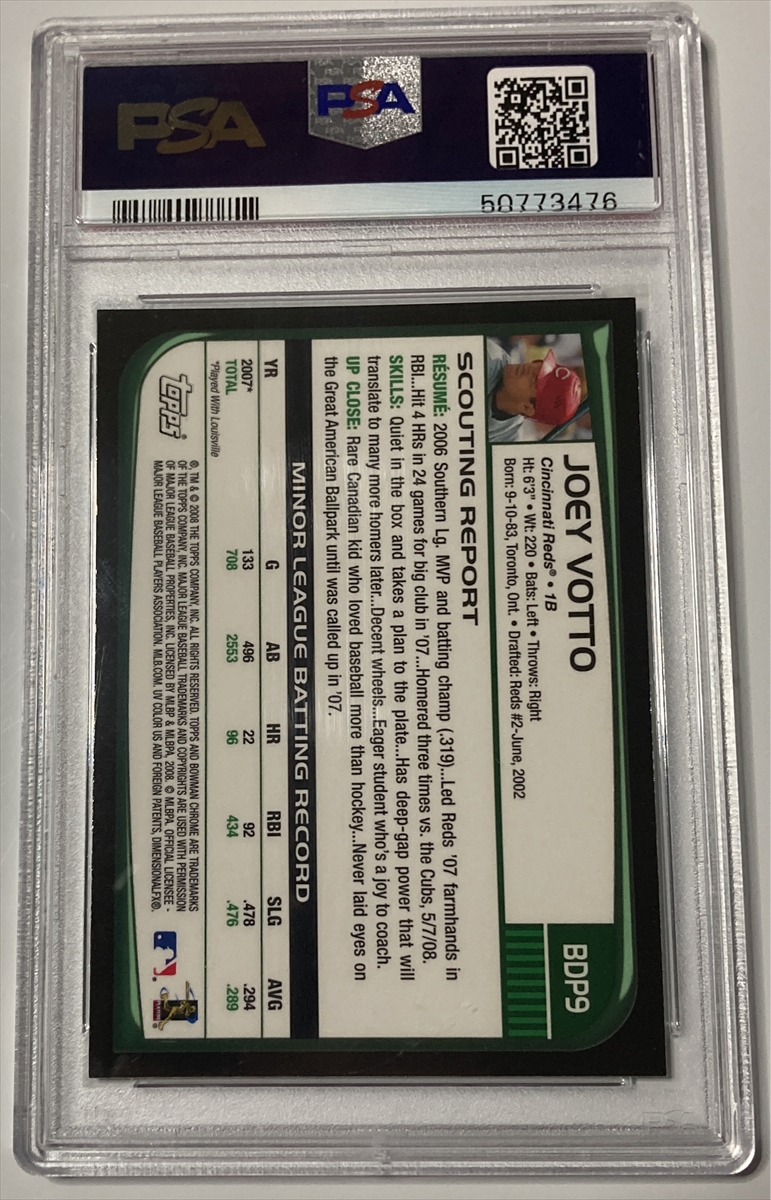 PSA
PSA
50773476
JOEY VOTTO
Cincinnati Reds® • 1B
Ht: 6'3" • Wt: 220 • Bats: Left • Throws: Right
Born: 9-10-83, Toronto, Ont. • Drafted: Reds #2-June, 2002
BDP9
SCOUTING REPORT
RÉSUMÉ: 2006 Southern Lg. MVP and batting champ (.319)...Led Reds '07 farmhands in
RBI...Hit 4 HRs in 24 games for big club in '07...Homered three times vs. the Cubs, 5/7/08.
SKILLS: Quiet in the box and takes a plan to the plate...Has deep-gap power that will
translate to many more homers later...Decent wheels...Eager student who's a joy to coach.
UP CLOSE: Rare Canadian kid who loved baseball more than hockey...Never laid eyes on
the Great American Ballpark until was called up in '07.
MINOR LEAGUE BATTING RECORD
YR G AB HR RBI SLG AVG
2007* 133 496 22 92 .478 .294
TOTAL 708 2553 96 434 .476 .289
*Played With Louisville
Topps
®, TM & © 2008 THE TOPPS COMPANY, INC. ALL RIGHTS RESERVED. TOPPS AND BOWMAN CHROME ARE TRADEMARKS
OF THE TOPPS COMPANY, INC. MAJOR LEAGUE BASEBALL TRADEMARKS AND COPYRIGHTS ARE USED WITH PERMISSION
OF MAJOR LEAGUE BASEBALL PROPERTIES, INC. LICENSED BY MLBP & MLBPA, 2008. © MLBPA, OFFICIAL LICENSEE -
MAJOR LEAGUE BASEBALL PLAYERS ASSOCIATION. MLB.COM. UV COLOR US AND FOREIGN PATENTS, DIMENSIONALFX®.
PSA